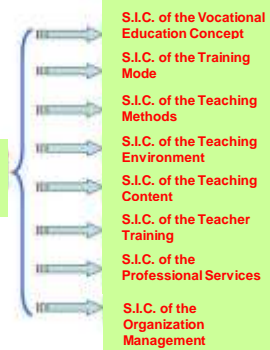 S.I.C. of the Vocational
Education Concept
S.I.C. of the Training
Mode
S.I.C. of the Teaching
Methods
S.I.C. of the Teaching
Environment
S.I.C. of the Teaching
Content
S.I.C. of the Teacher
Training
S.I.C. of the
Professional Services
S.I.C. of the
Organization
Management